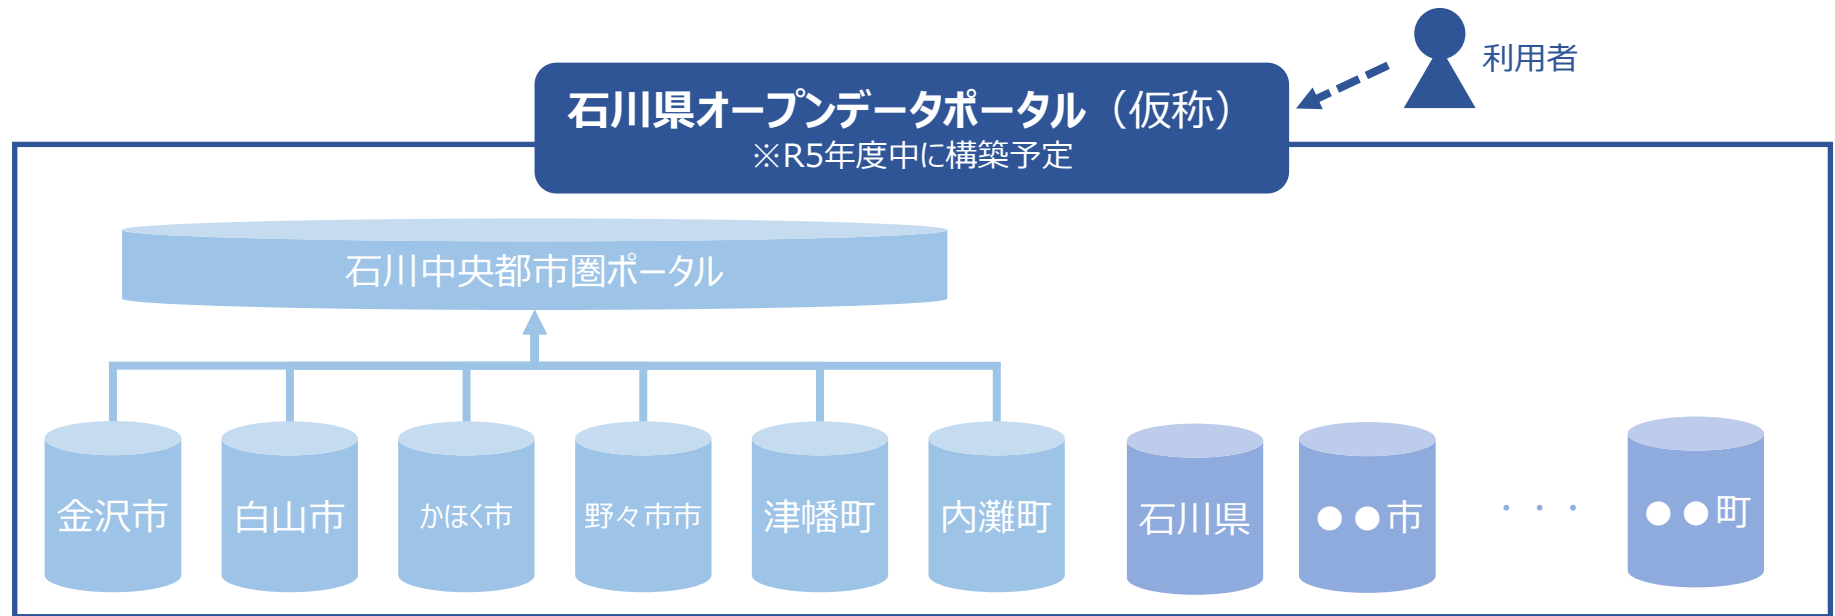 利用者
石川県オープンデータポータル（仮称）
※R5年度中に構築予定
石川中央都市圏ポータル
金沢市
白山市
かほく市
野々市市
津幡町
内灘町
石川県
●●市
・・・
●●町